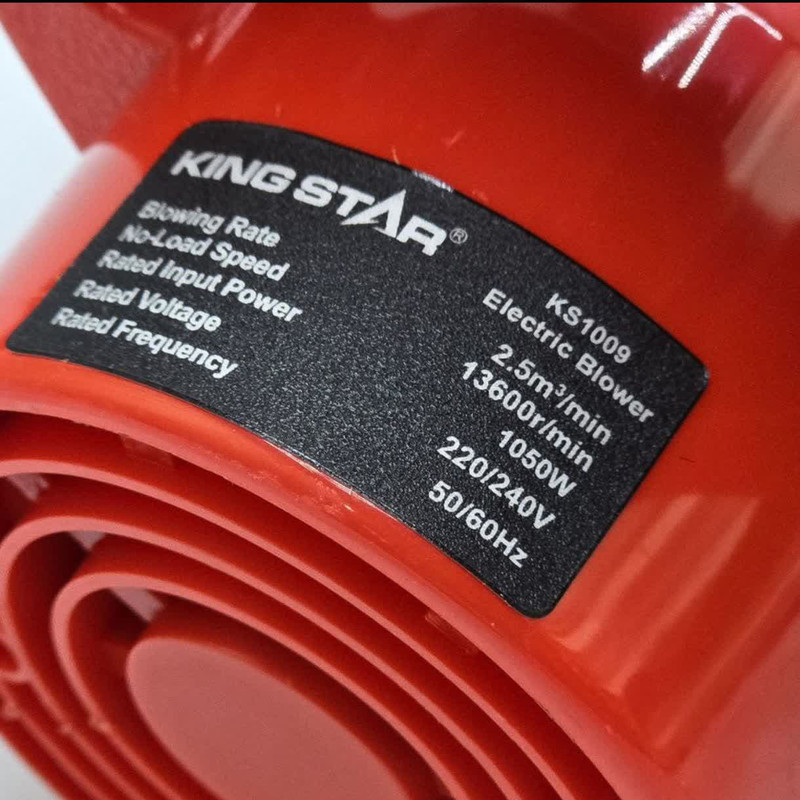 KING STAR®
KS1009
Electric Blower
Blowing Rate 2.5m³/min
No-Load Speed 13600r/min
Rated Input Power 1050W
Rated Voltage 220/240V
Rated Frequency 50/60Hz